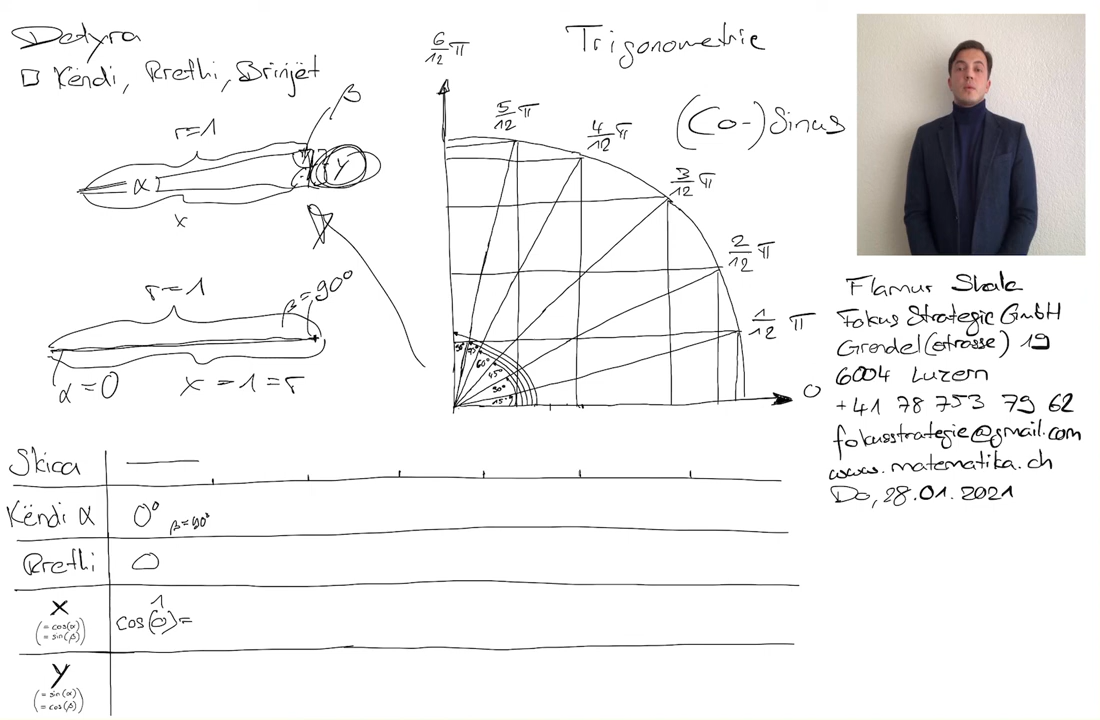 Detyra
Këndi, Rrethi, Brinjët
r=1
β
α
y
x
r=1
β=90°
α=0
x=1=r
Trigonometrie
(Co-)Sinus
6/12 π
5/12 π
4/12 π
3/12 π
2/12 π
1/12 π
0
60°
45°
30°
15°
Flamur
Fokus Strategie GmbH
Grendel(strasse) 19
6004 Luzern
+41 78 753 79 62
fokusstrategie@gmail.com
www.matematika.ch
Do, 28.01.2021
Skica
Këndi α 0° β=90°
Rrethi 0
x cos(0)= 1
(=cos(α)
=sin(β))
y
(=sin(α)
=cos(β))